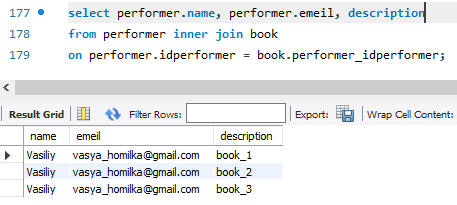 177 select performer.name, performer.emeil, description
178 from performer inner join book
179 on performer.idperformer = book.performer_idperformer;
Result Grid Filter Rows: Export: Wrap Cell Content:
name emeil description
Vasiliy vasya_homilka@gmail.com book_1
Vasiliy vasya_homilka@gmail.com book_2
Vasiliy vasya_homilka@gmail.com book_3